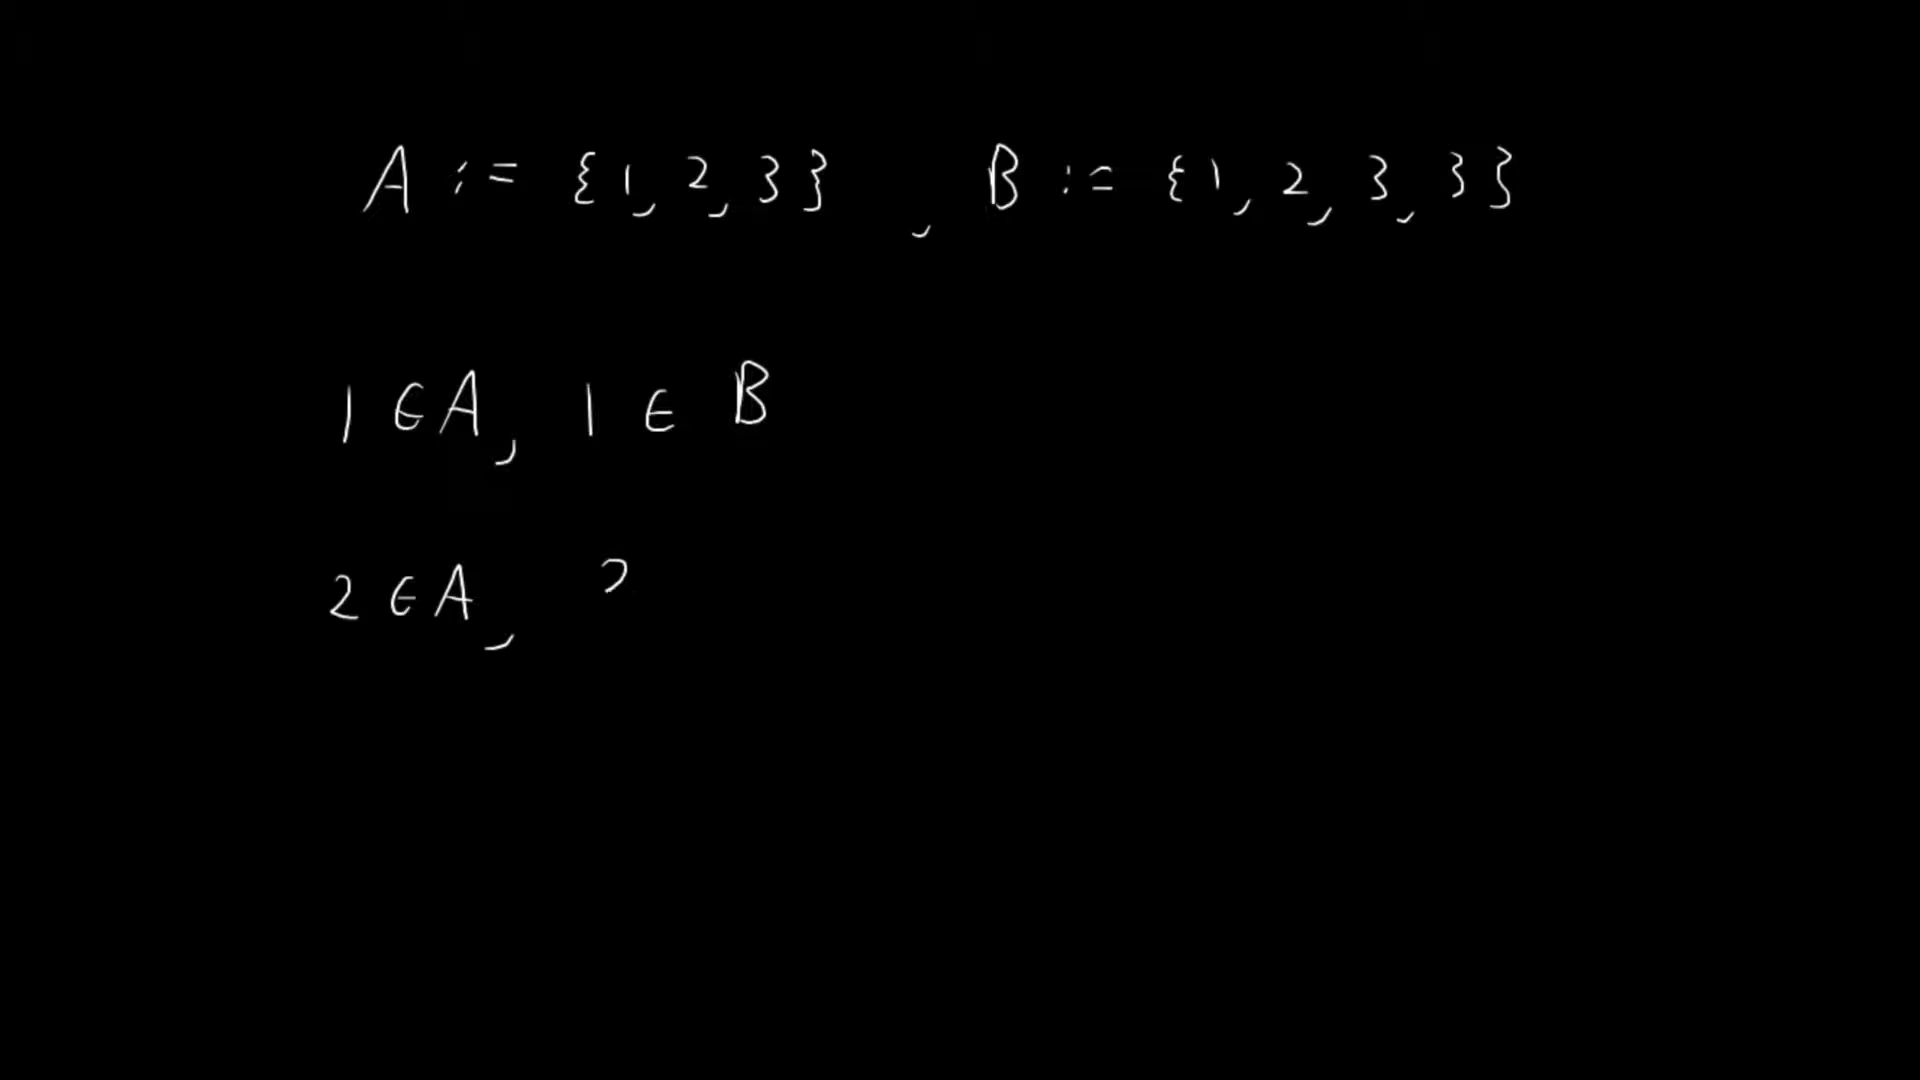 A := {1, 2, 3} , B := {1, 2, 3, 3}
1 ∈ A, 1 ∈ B
2 ∈ A, 2